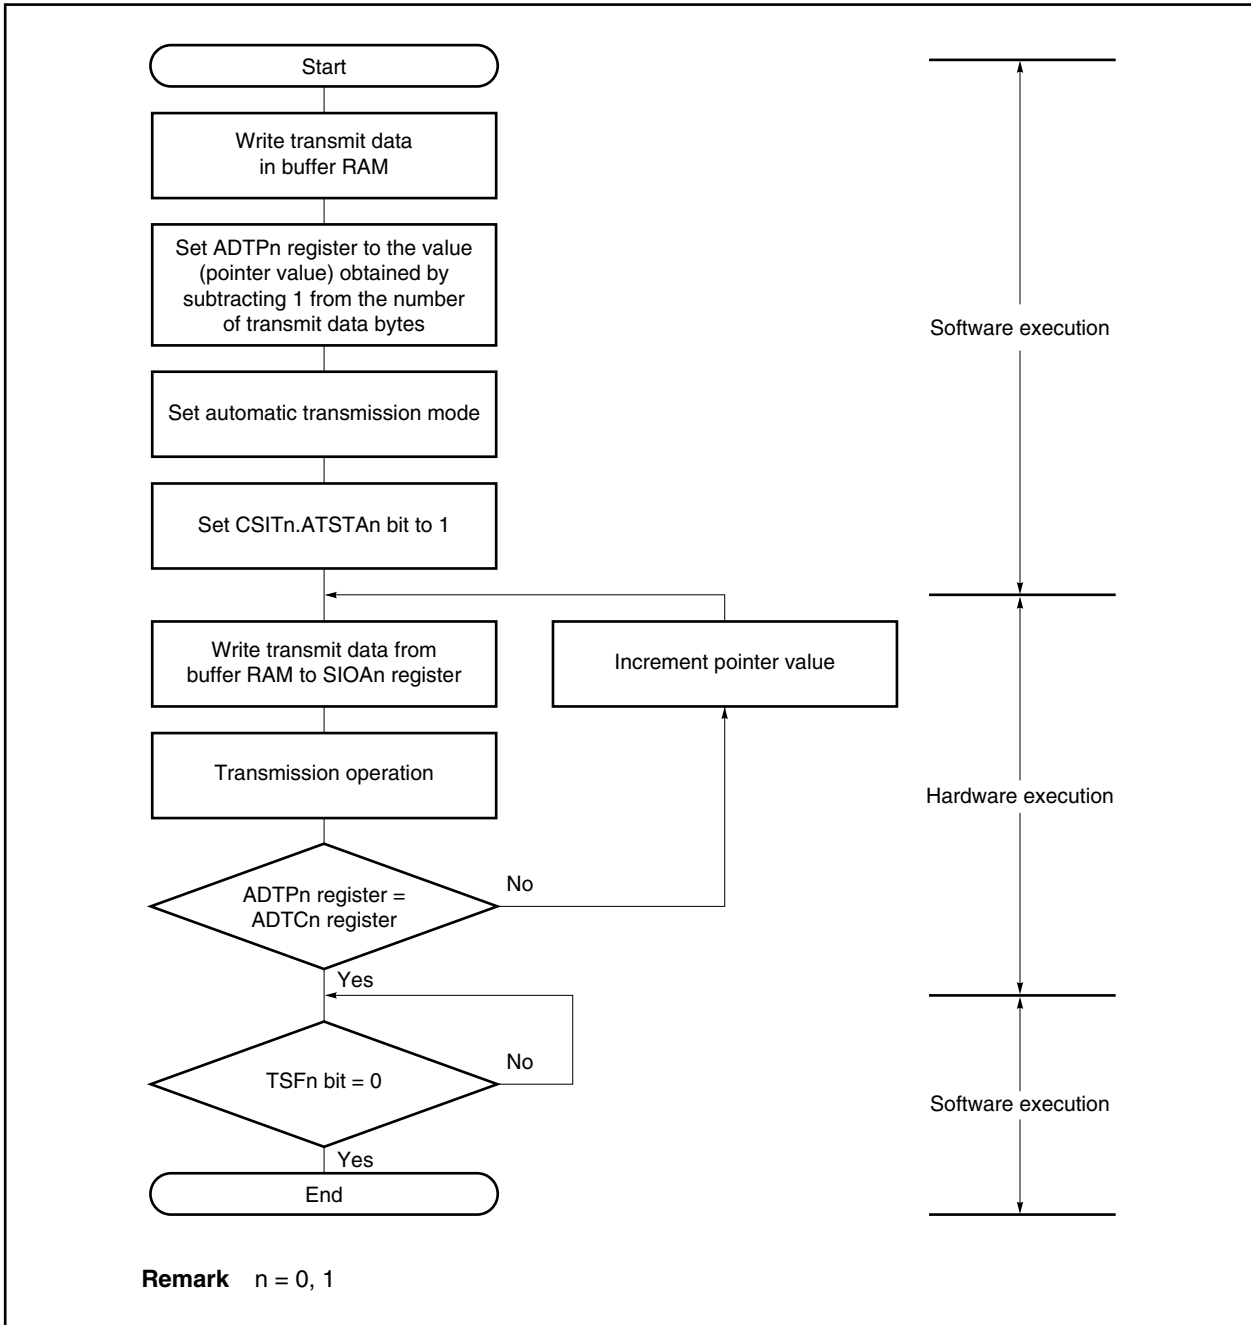 Start
Write transmit data
in buffer RAM
Set ADTPn register to the value
(pointer value) obtained by
subtracting 1 from the number
of transmit data bytes
Software execution
Set automatic transmission mode
Set CSITn.ATSTAn bit to 1
Write transmit data from
buffer RAM to SIOAn register
Increment pointer value
Transmission operation
Hardware execution
ADTPn register =
ADTCn register
No
Yes
TSFn bit = 0
No
Software execution
Yes
End
Remark n = 0, 1